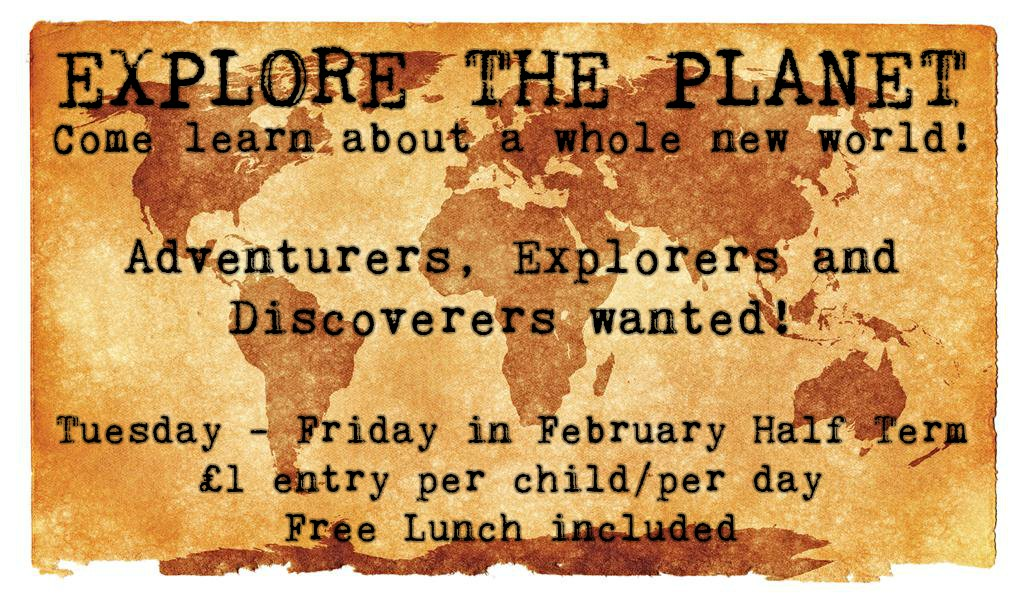 EXPLORE THE PLANET
Come learn about a whole new world!
Adventurers, Explorers and
Discoverers wanted!
Tuesday - Friday in February Half Term
£1 entry per child/per day
Free Lunch included